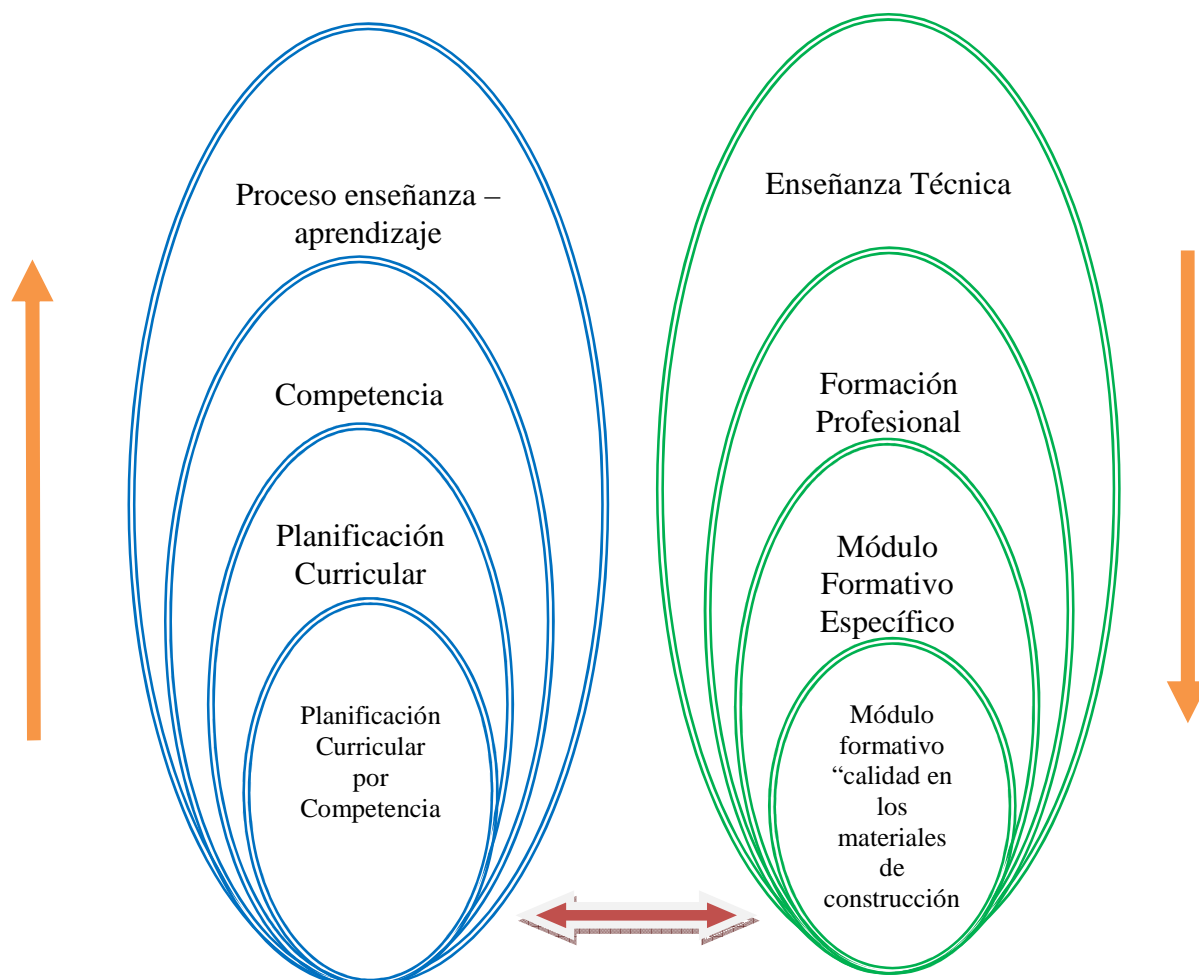 Proceso enseñanza –
aprendizaje
Competencia
Planificación
Curricular
Planificación
Curricular
por
Competencia
Enseñanza Técnica
Formación
Profesional
Módulo
Formativo
Específico
Módulo
formativo
“calidad en
los
materiales
de
construcción